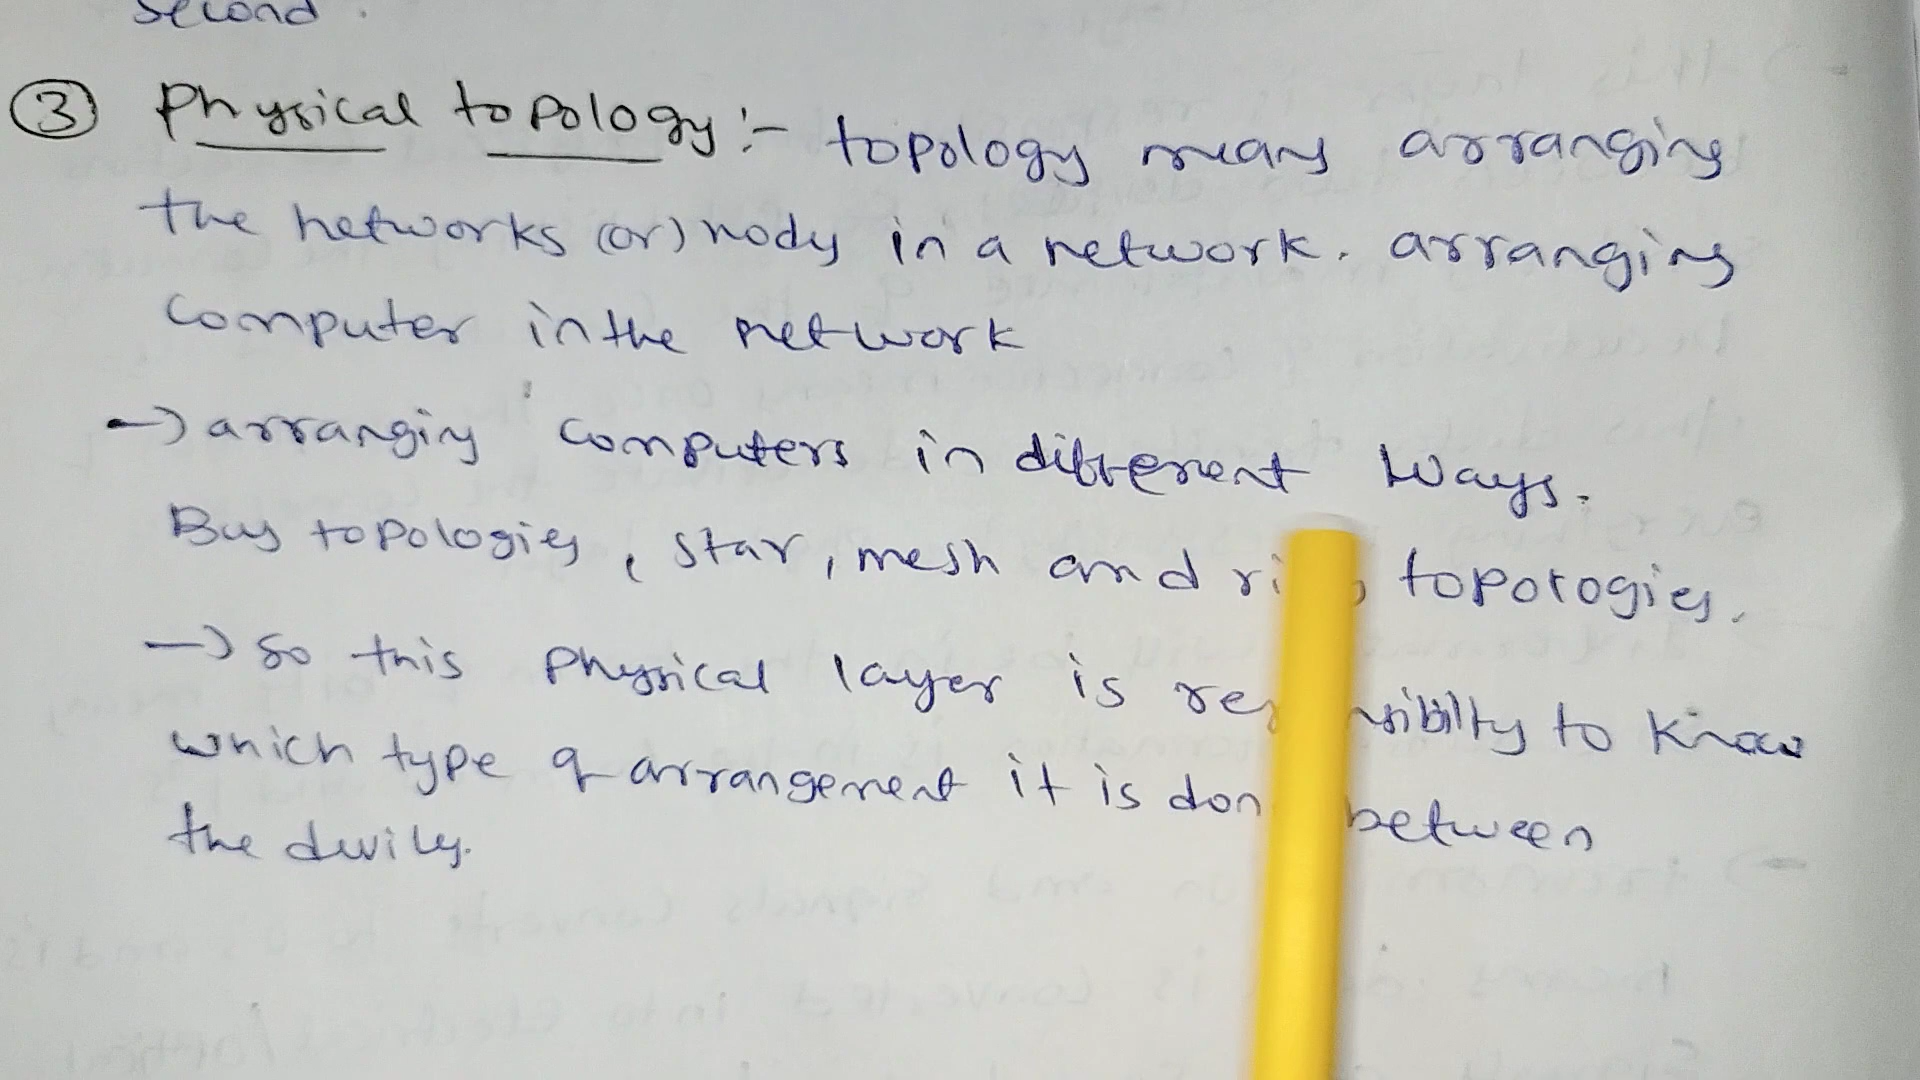 second.
③ Physical topology :- topology means arranging
the networks (or) nodes in a network. arranging
computer in the network
→ arranging computers in different ways.
Bus topologies, star, mesh and topologies.
→ so this physical layer is to know
which type of arrangement it is between
the devices.